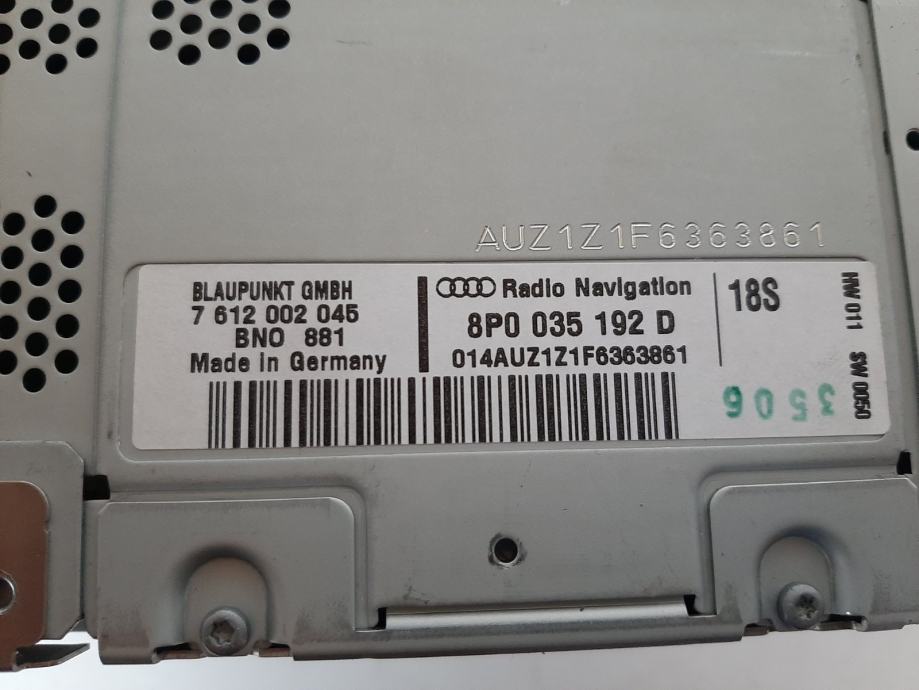 AUZ1Z1F6363861
BLAUPUNKT GMBH
7 612 002 045
BNO 881
Made in Germany
Radio Navigation
8P0 035 192 D
014AUZ1Z1F6363861
18S
HW 011 SW 0050
3506